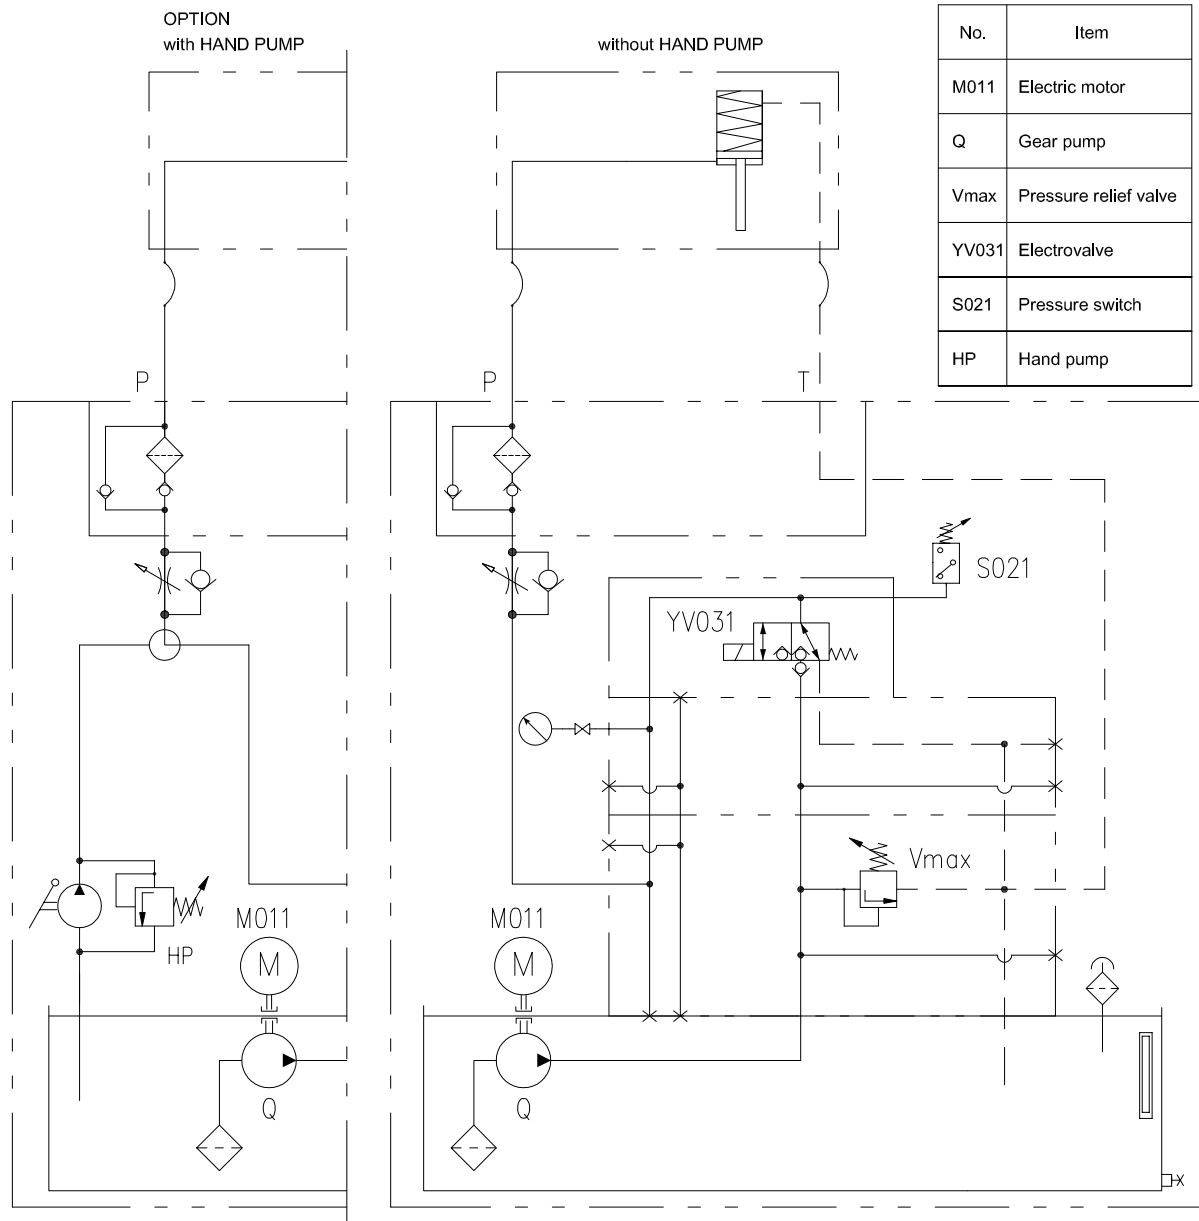 OPTION
with HAND PUMP
without HAND PUMP
No. Item
M011 Electric motor
Q Gear pump
Vmax Pressure relief valve
YV031 Electrovalve
S021 Pressure switch
HP Hand pump
P
P
T
S021
YV031
Vmax
M011
M011
HP
M
M
Q
Q